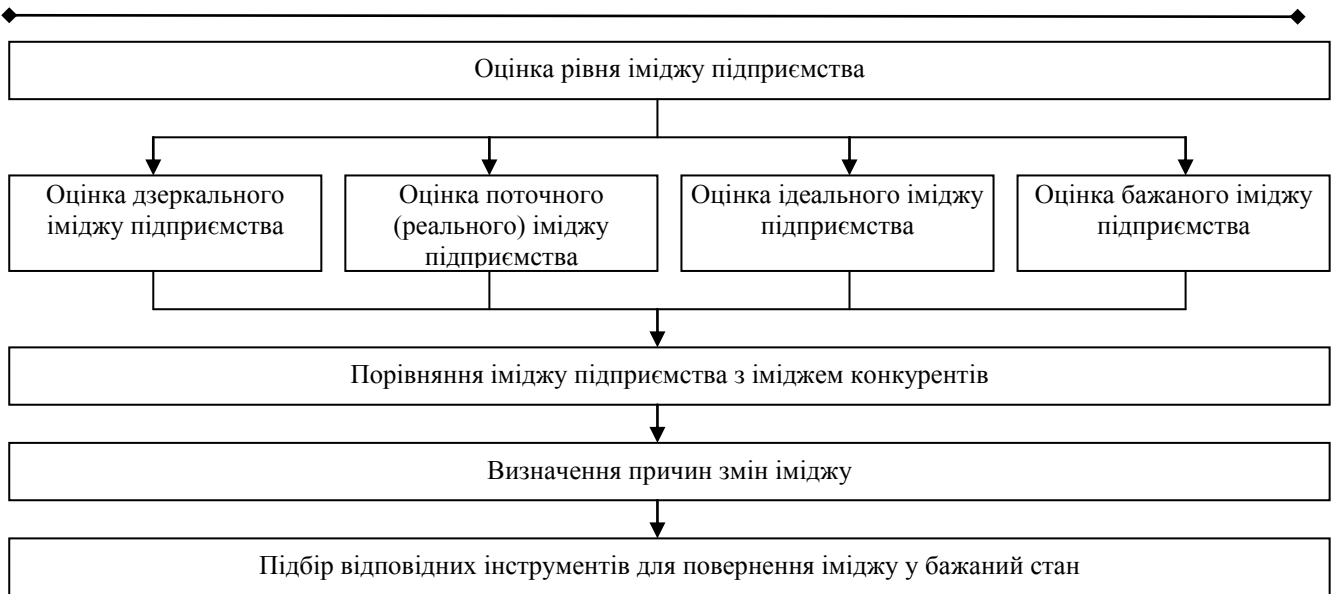 Оцінка рівня іміджу підприємства
Оцінка дзеркального
іміджу підприємства
Оцінка поточного
(реального) іміджу
підприємства
Оцінка ідеального іміджу
підприємства
Оцінка бажаного іміджу
підприємства
Порівняння іміджу підприємства з іміджем конкурентів
Визначення причин змін іміджу
Підбір відповідних інструментів для повернення іміджу у бажаний стан